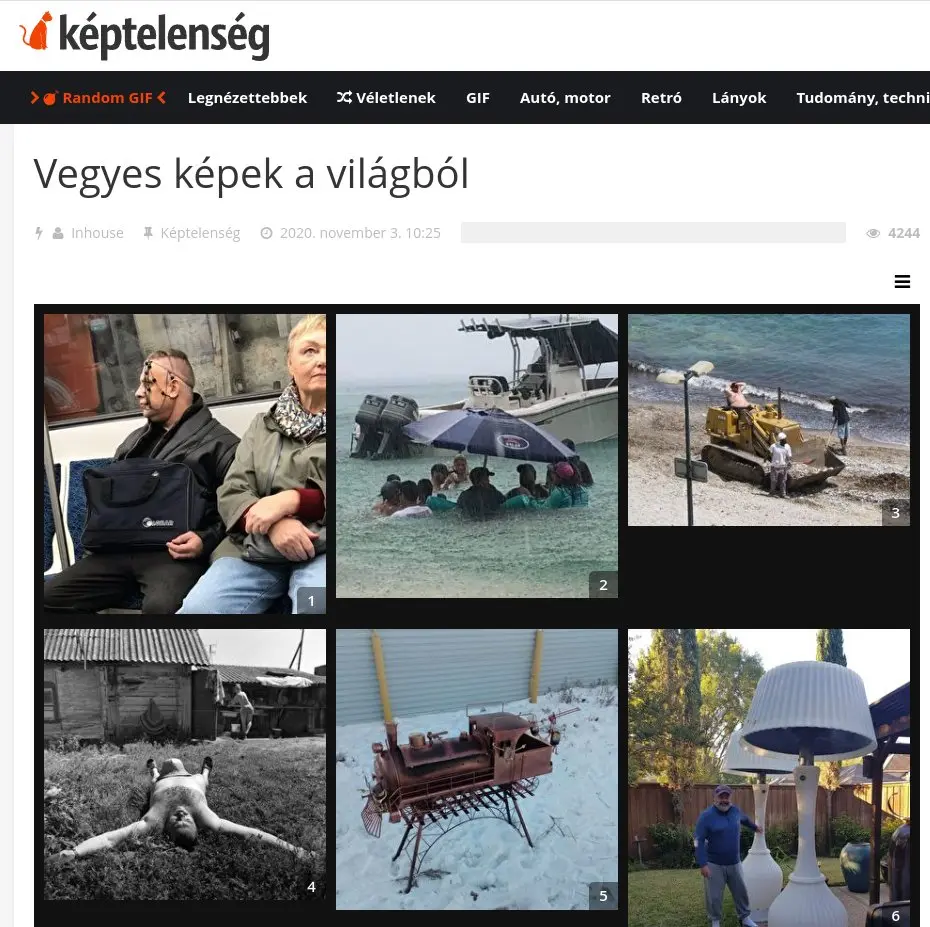 képtelenség
Random GIF Legnézettebbek Véletlenek GIF Autó, motor Retró Lányok Tudomány, techni
Vegyes képek a világból
Inhouse Képtelenség 2020. november 3. 10:25 4244
1
2
3
4
5
6